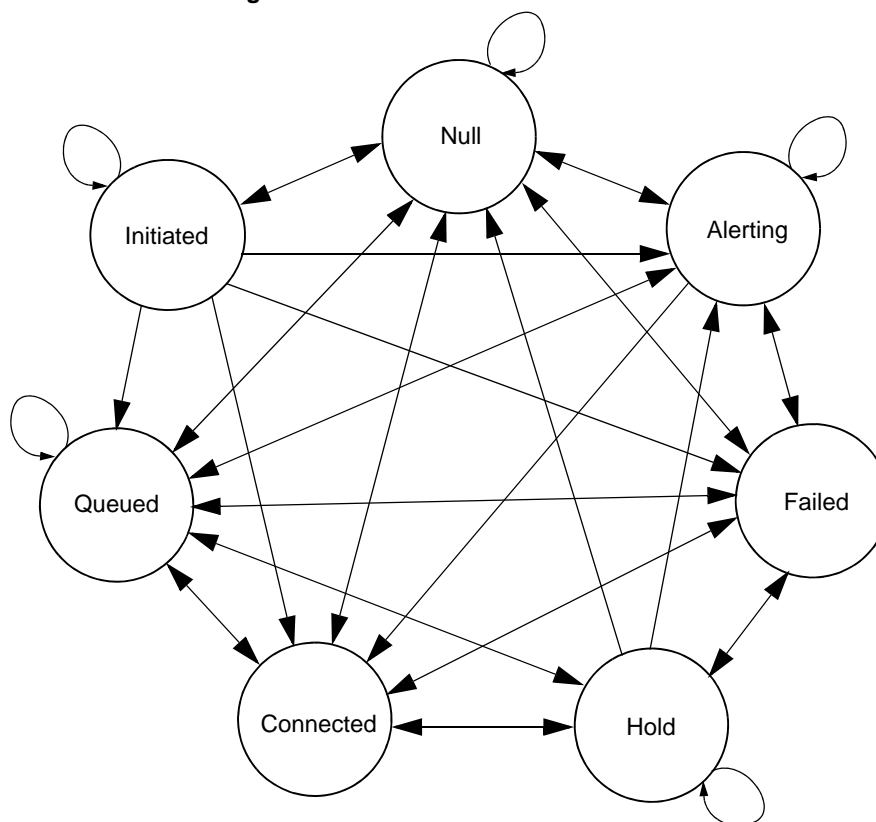 Null
Initiated
Alerting
Queued
Failed
Connected
Hold